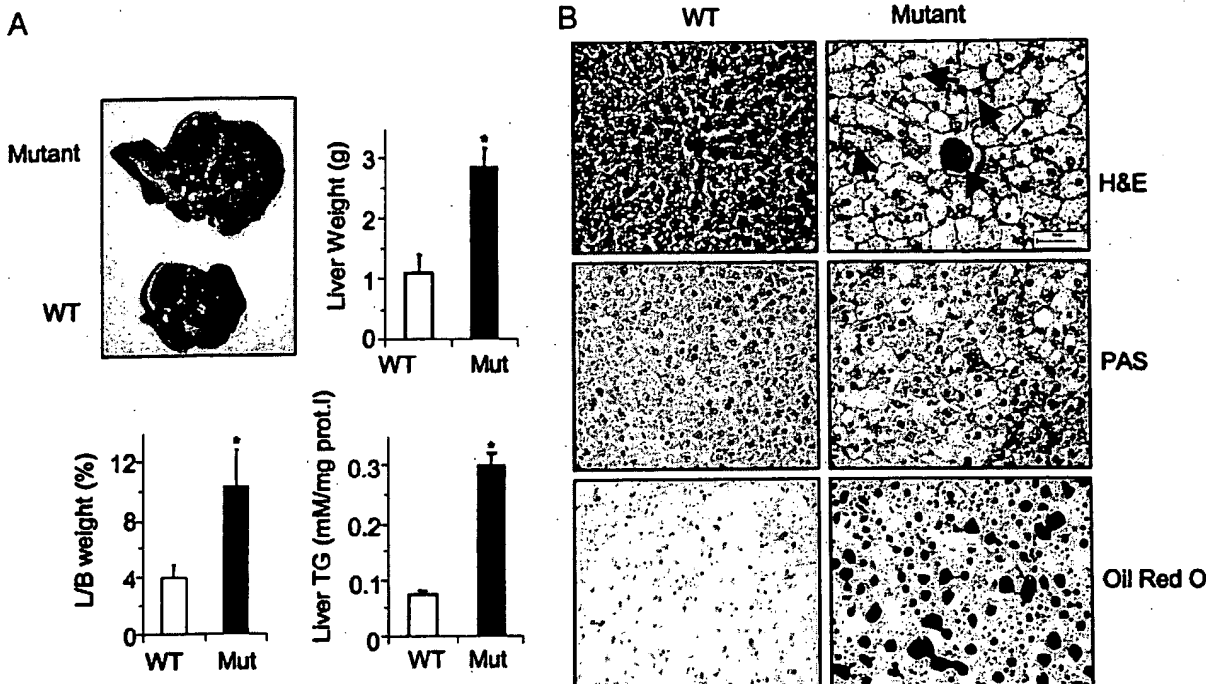 A
Mutant
WT
Liver Weight (g)
3
2
1
0
WT
Mut
L/B weight (%)
12
8
4
0
WT
Mut
Liver TG (mM/mg prot.l)
0.3
0.2
0.10
0
WT
Mut
*
*
*
B
WT
Mutant
H&E
PAS
Oil Red O